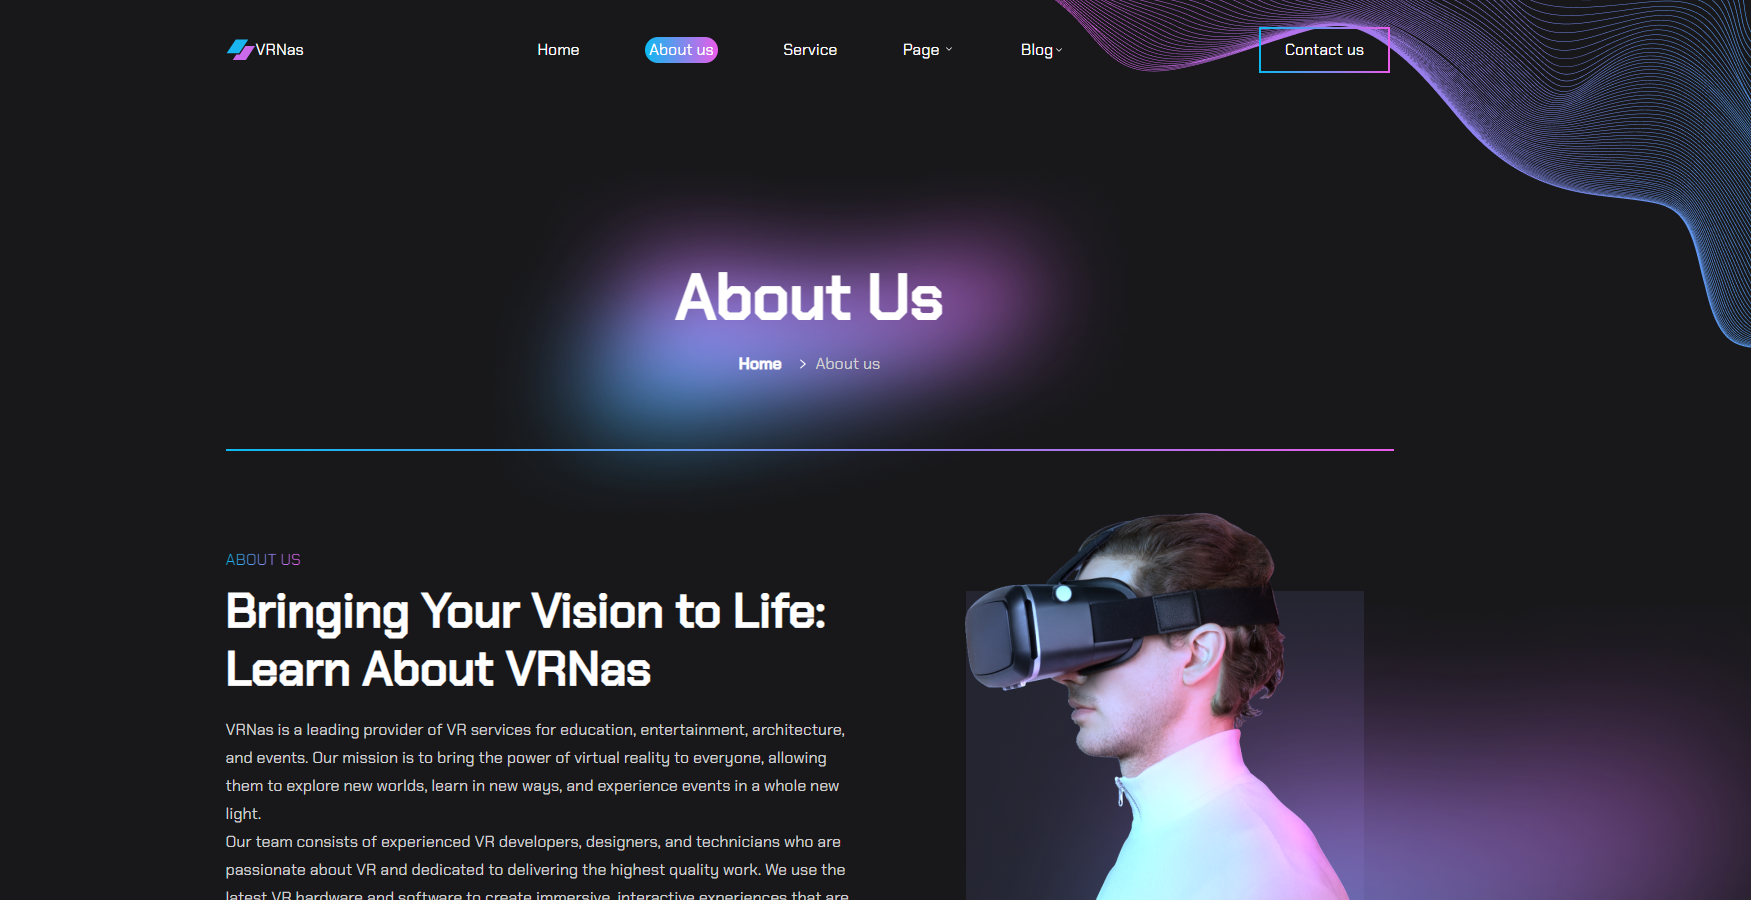 VRNas
Home
About us
Service
Page
Blog
Contact us
About Us
Home > About us
ABOUT US
Bringing Your Vision to Life:
Learn About VRNas
VRNas is a leading provider of VR services for education, entertainment, architecture,
and events. Our mission is to bring the power of virtual reality to everyone, allowing
them to explore new worlds, learn in new ways, and experience events in a whole new
light.
Our team consists of experienced VR developers, designers, and technicians who are
passionate about VR and dedicated to delivering the highest quality work. We use the
latest VR hardware and software to create immersive, interactive experiences that are